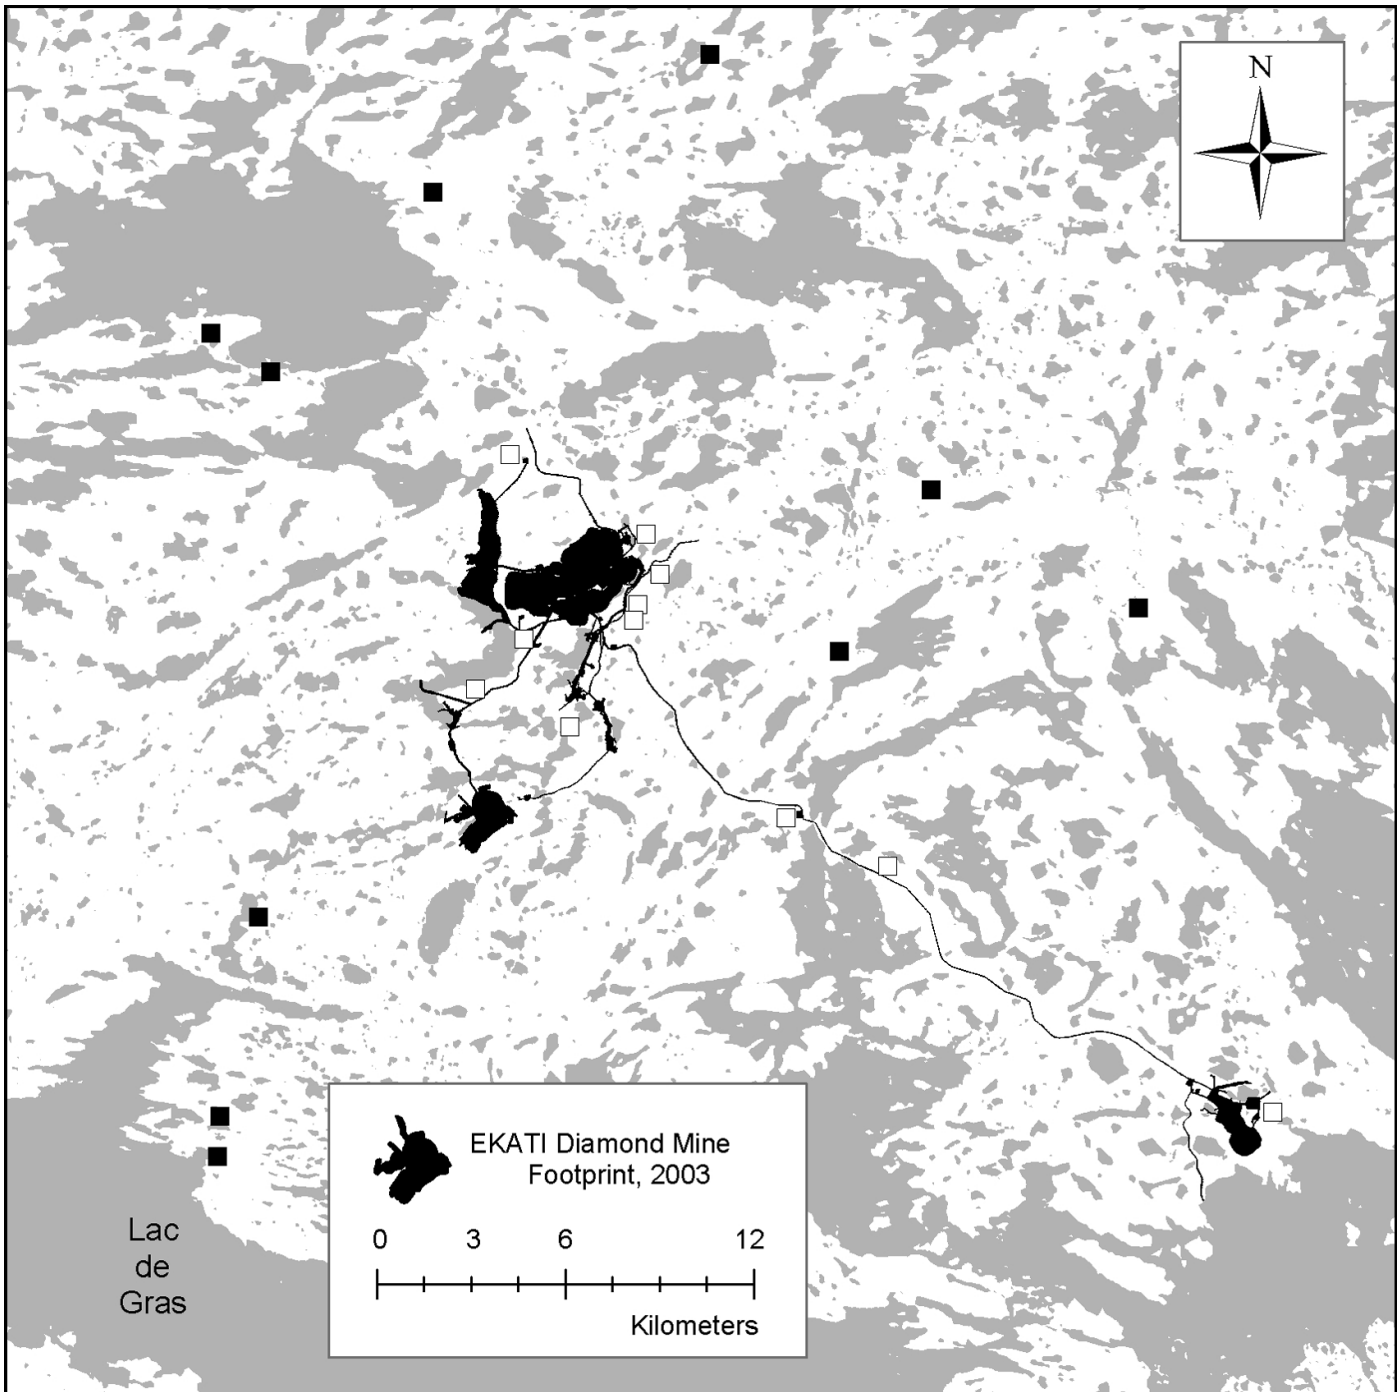 N
EKATI Diamond Mine
Footprint, 2003
0 3 6 12
Kilometers
Lac
de
Gras